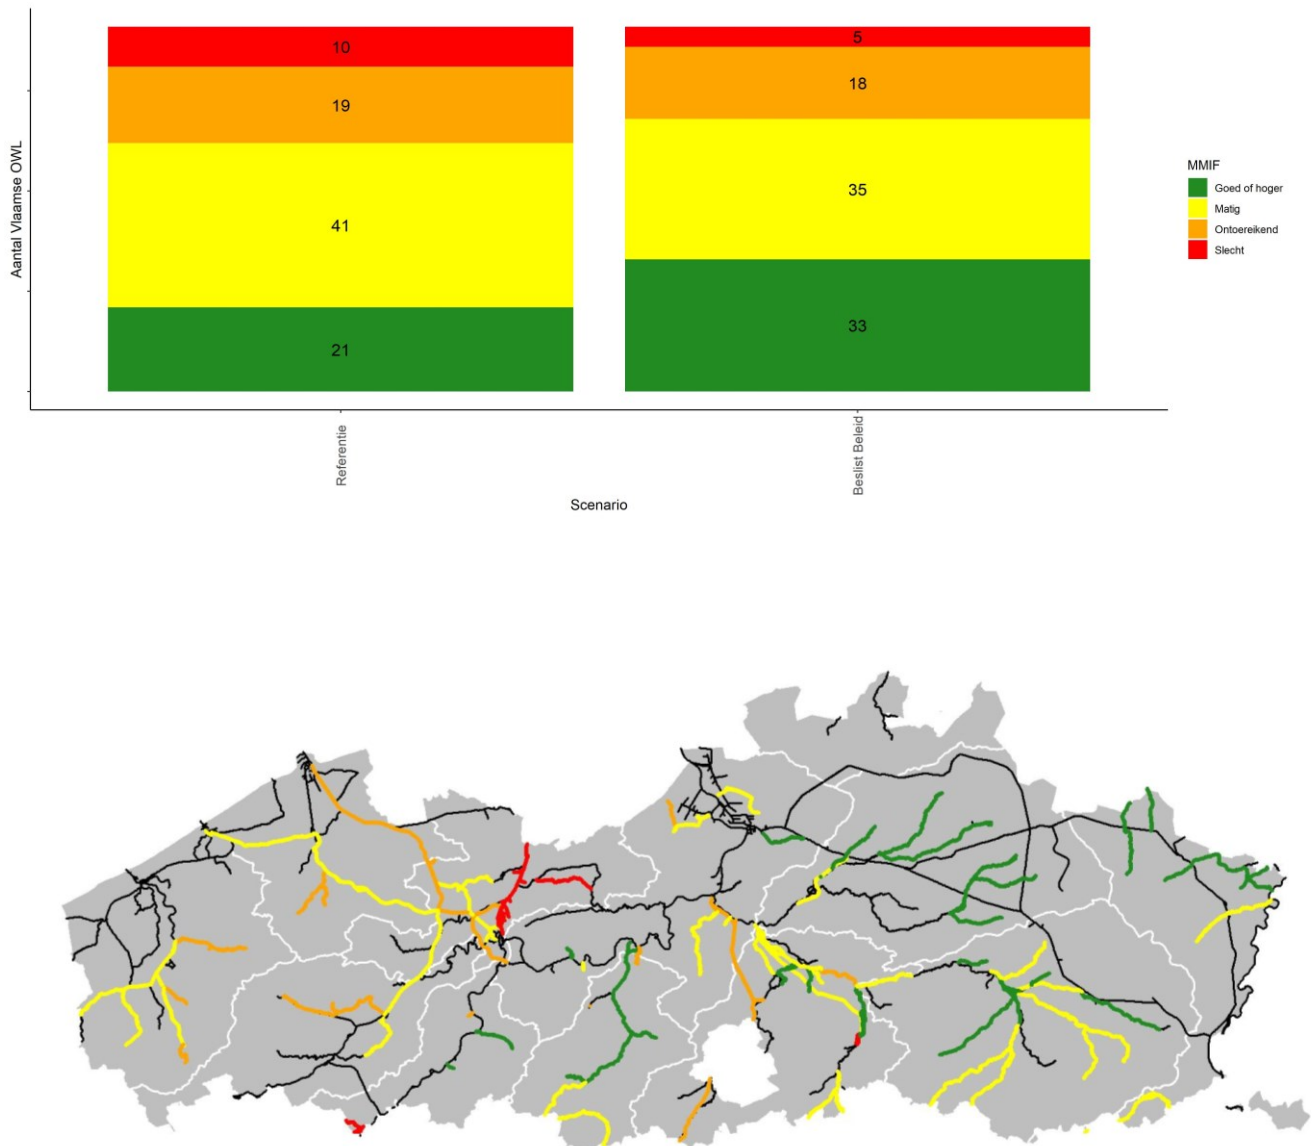 Aantal Vlaamse OWL
10
19
41
21
5
18
35
33
MMIF
Goed of hoger
Matig
Ontoereikend
Slecht
Referentie
Beslist Beleid
Scenario